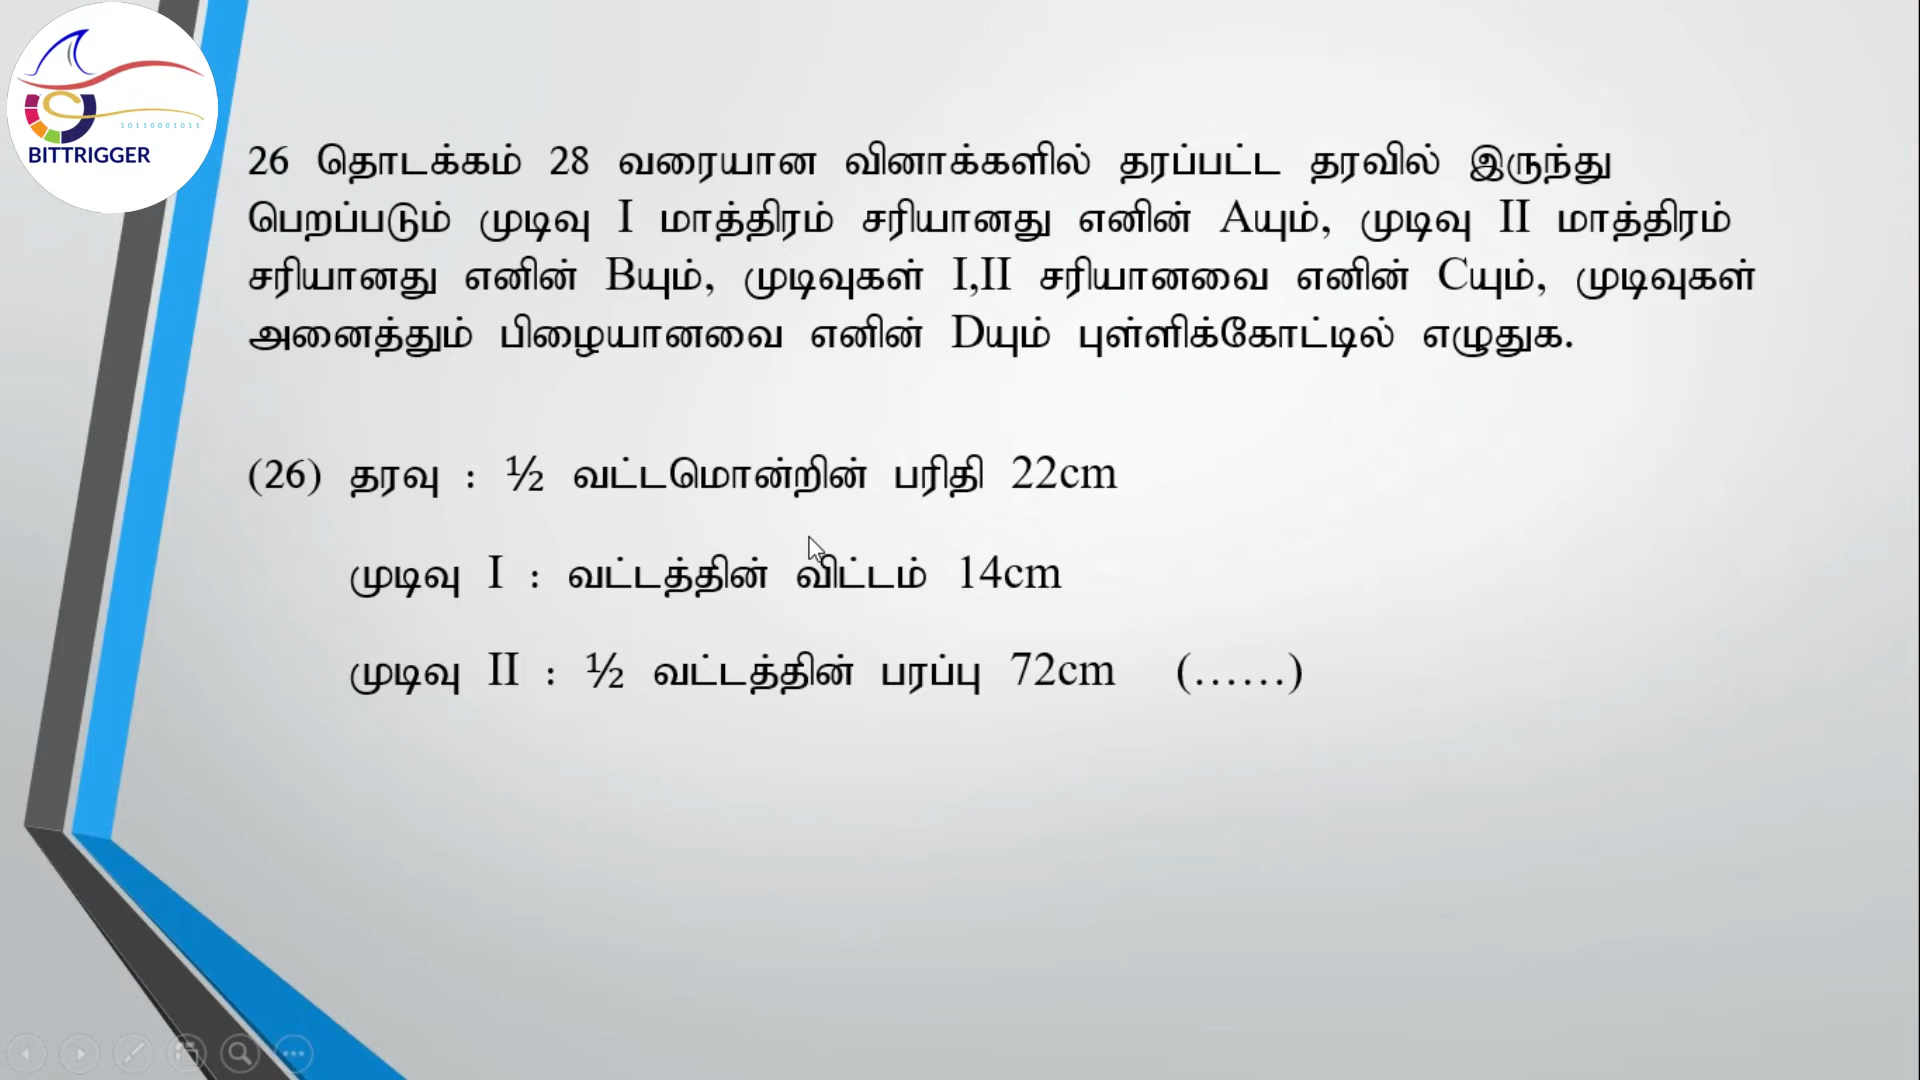 10110001011
BITTRIGGER
26 தொடக்கம் 28 வரையான வினாக்களில் தரப்பட்ட தரவில் இருந்து
பெறப்படும் முடிவு I மாத்திரம் சரியானது எனின் Aயும், முடிவு II மாத்திரம்
சரியானது எனின் Bயும், முடிவுகள் I,II சரியானவை எனின் Cயும், முடிவுகள்
அனைத்தும் பிழையானவை எனின் Dயும் புள்ளிக்கோட்டில் எழுதுக.
(26) தரவு : ½ வட்டமொன்றின் பரிதி 22cm
முடிவு I : வட்டத்தின் விட்டம் 14cm
முடிவு II : ½ வட்டத்தின் பரப்பு 72cm (......)